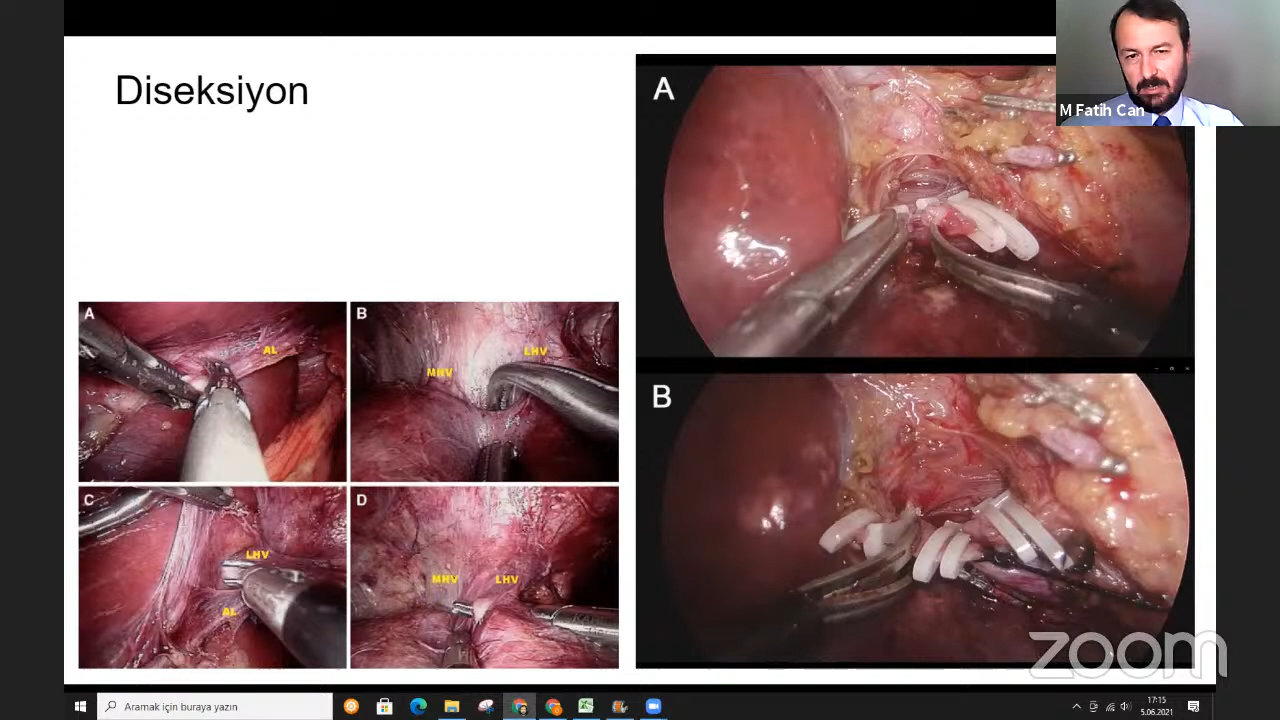 Diseksiyon
A
M Fatih Can
A
AL
B
LHV
MHV
C
LHV
AL
D
MHV
LHV
B
zoom
Aramak için buraya yazın
17:15
5.06.2021